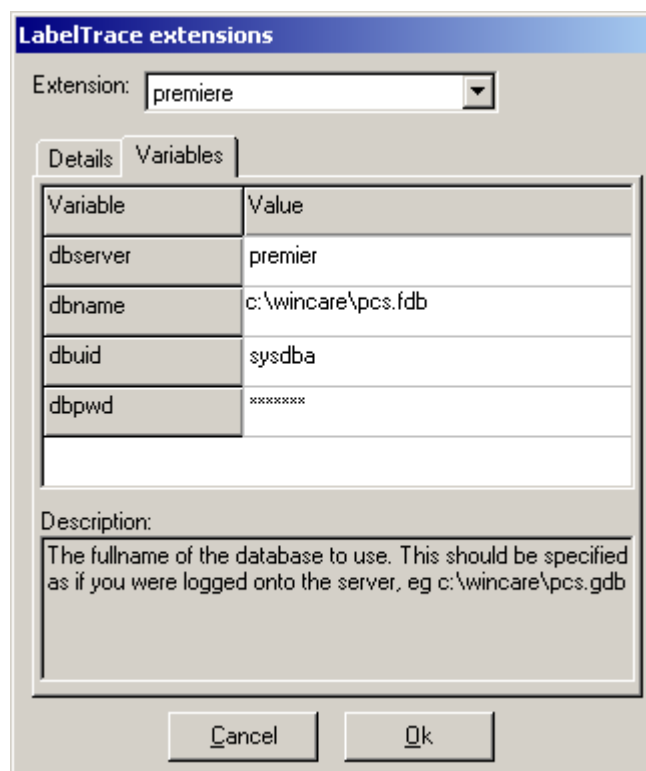 LabelTrace extensions
Extension: premiere
Details Variables
Variable Value
dbserver premier
dbname c:\wincare\pcs.fdb
dbuid sysdba
dbpwd *******
Description:
The fullname of the database to use. This should be specified
as if you were logged onto the server, eg c:\wincare\pcs.gdb
Cancel Ok